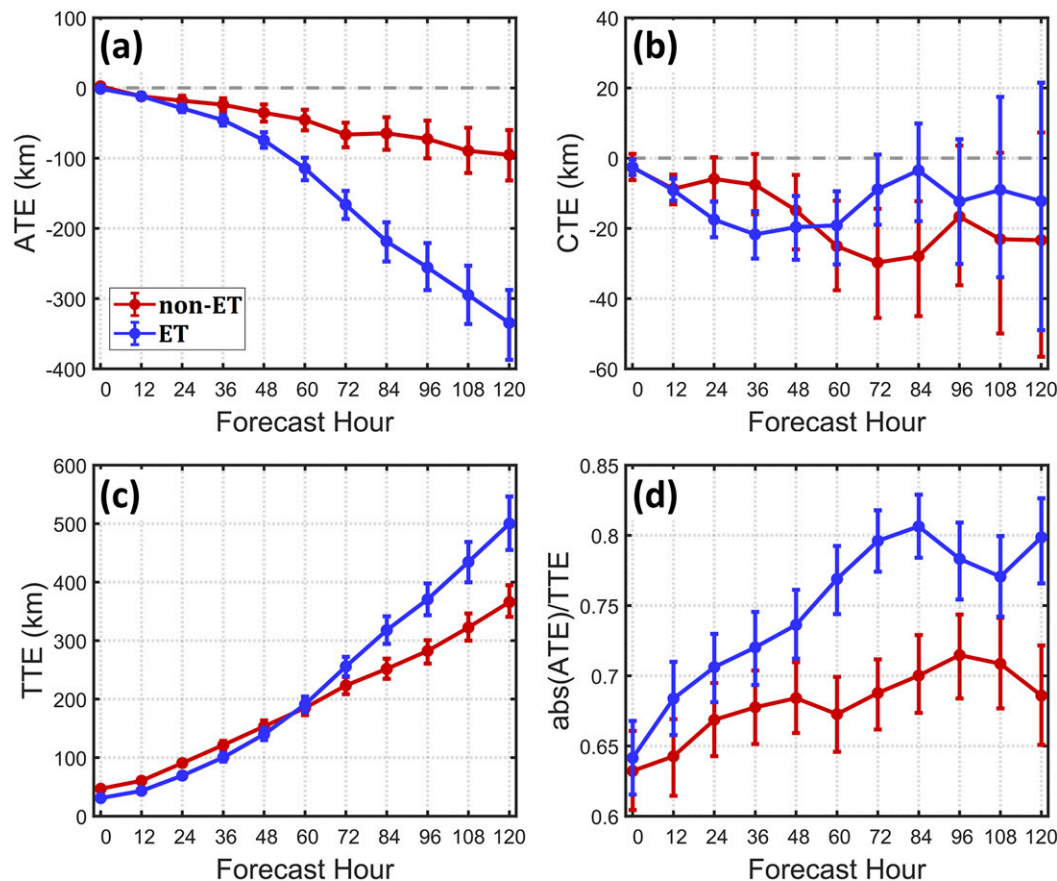 (a)
ATE (km)
100
0
-100
-200
-300
-400
non-ET
ET
0 12 24 36 48 60 72 84 96 108 120
Forecast Hour
(b)
CTE (km)
40
20
0
-20
-40
-60
0 12 24 36 48 60 72 84 96 108 120
Forecast Hour
(c)
TTE (km)
600
500
400
300
200
100
0
0 12 24 36 48 60 72 84 96 108 120
Forecast Hour
(d)
abs(ATE)/TTE
0.85
0.8
0.75
0.7
0.65
0.6
0 12 24 36 48 60 72 84 96 108 120
Forecast Hour